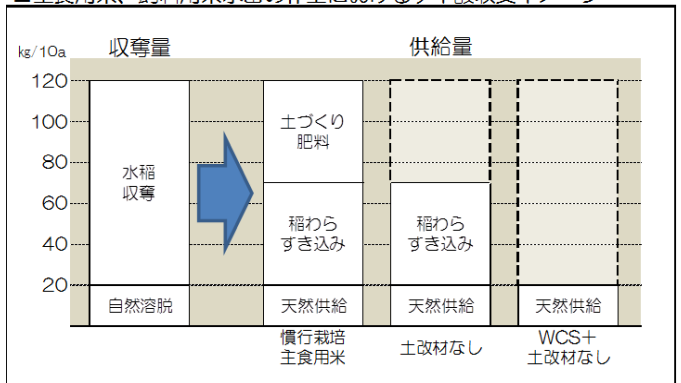 kg/10a
収奪量
供給量
120
100
80
60
40
20
水稲
収奪
自然溶脱
土づくり
肥料
稲わら
すき込み
天然供給
慣行栽培
主食用米
稲わら
すき込み
天然供給
土改材なし
天然供給
WCS＋
土改材なし